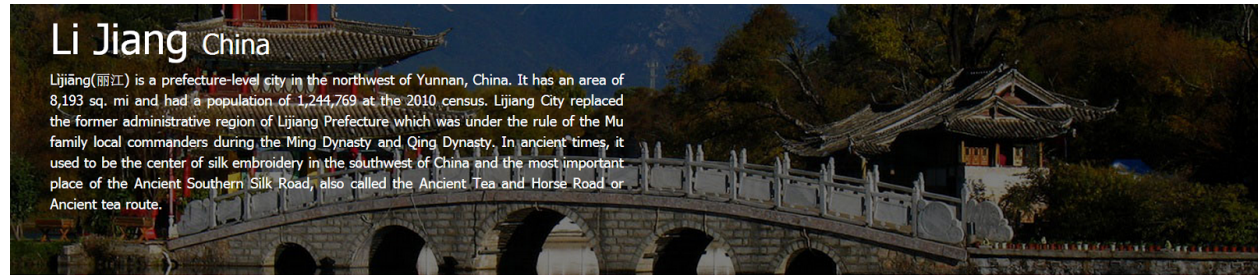 Li Jiang China
Lìjiāng(丽江) is a prefecture-level city in the northwest of Yunnan, China. It has an area of
8,193 sq. mi and had a population of 1,244,769 at the 2010 census. Lijiang City replaced
the former administrative region of Lijiang Prefecture which was under the rule of the Mu
family local commanders during the Ming Dynasty and Qing Dynasty. In ancient times, it
used to be the center of silk embroidery in the southwest of China and the most important
place of the Ancient Southern Silk Road, also called the Ancient Tea and Horse Road or
Ancient tea route.